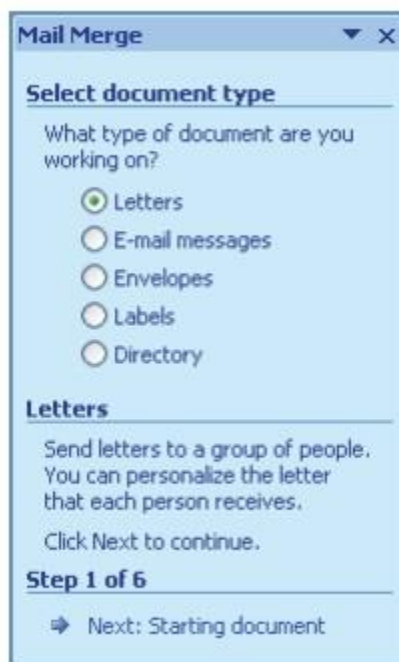 Mail Merge
Select document type
What type of document are you
working on?
Letters
E-mail messages
Envelopes
Labels
Directory
Letters
Send letters to a group of people.
You can personalize the letter
that each person receives.
Click Next to continue.
Step 1 of 6
Next: Starting document